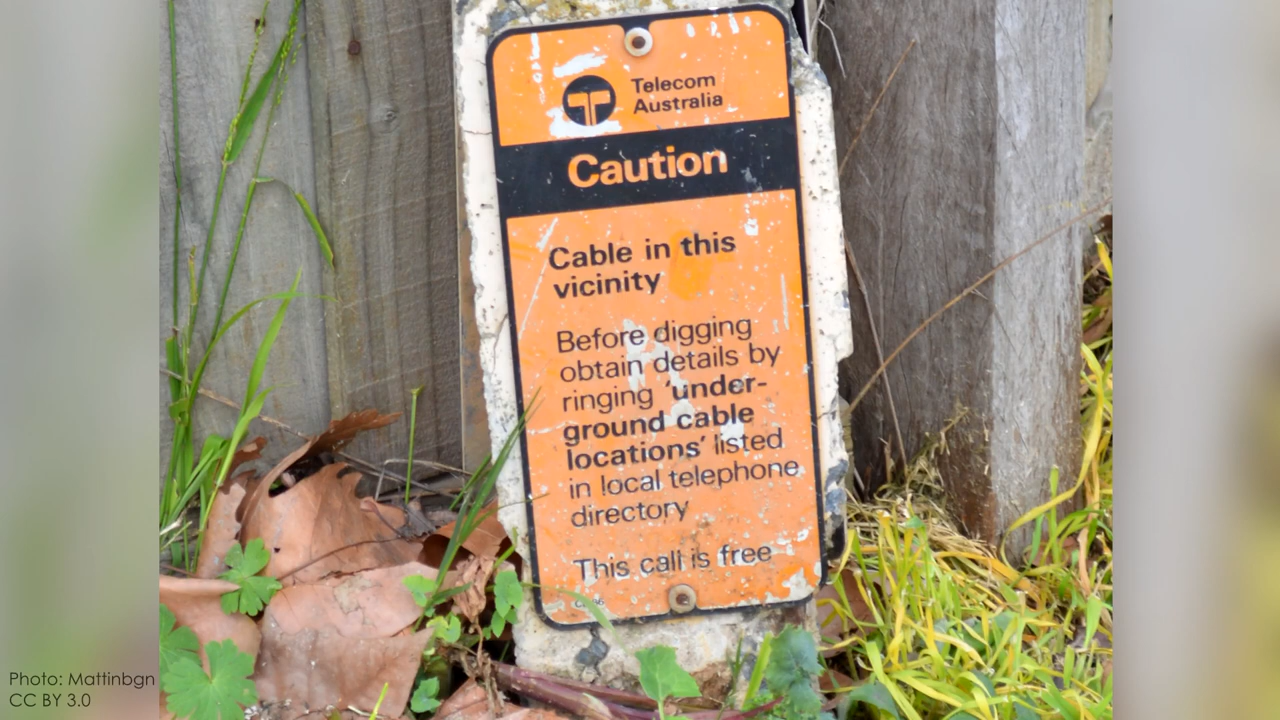 Telecom
Australia
Caution
Cable in this
vicinity
Before digging
obtain details by
ringing ‘under-
ground cable
locations’ listed
in local telephone
directory
This call is free
Photo: Mattinbgn
CC BY 3.0